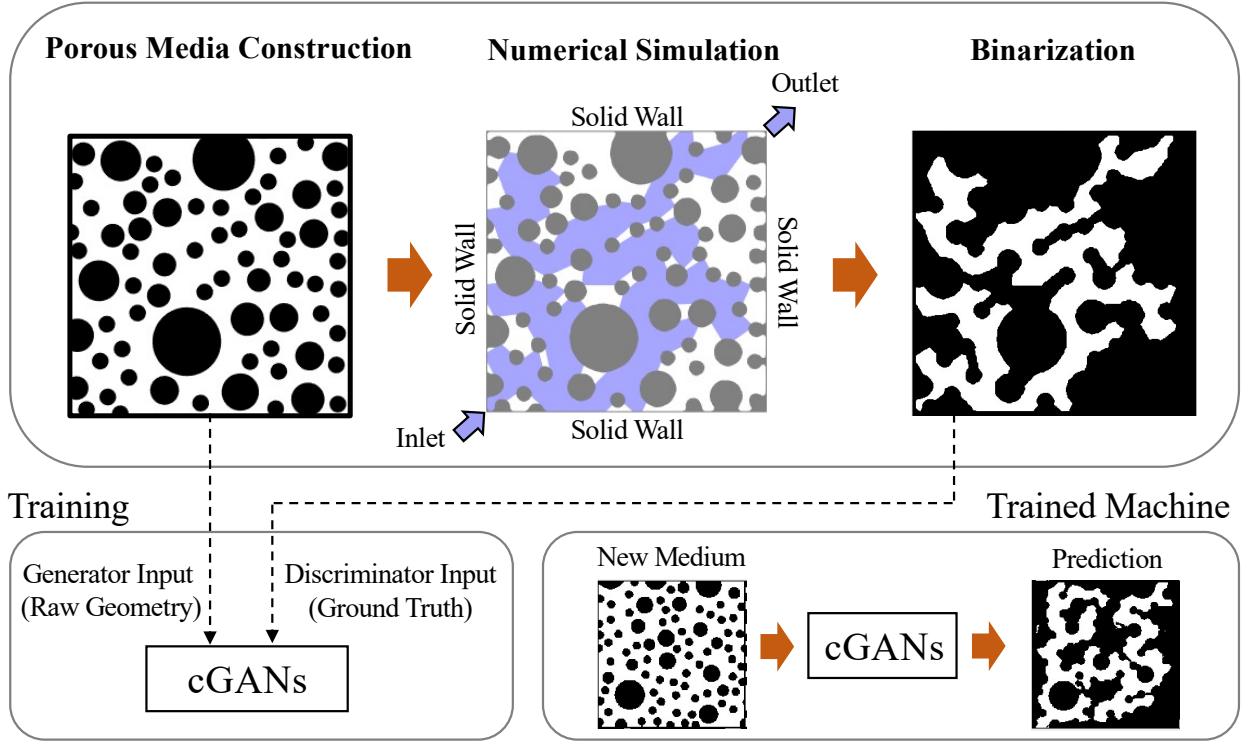 Porous Media Construction
Numerical Simulation
Binarization
Outlet
Solid Wall
Solid Wall
Solid Wall
Inlet
Solid Wall
Training
Trained Machine
Generator Input
(Raw Geometry)
Discriminator Input
(Ground Truth)
cGANs
New Medium
cGANs
Prediction